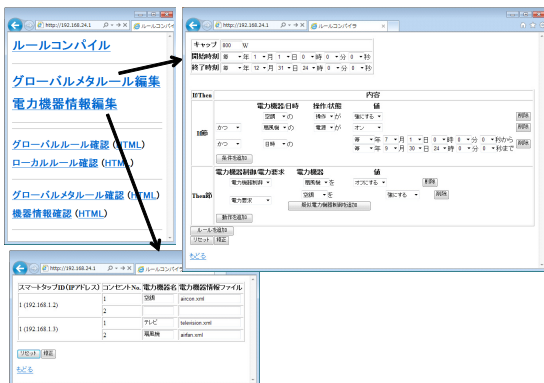 http://192.168.24.1
ルールコンパイ
ルールコンパイル
グローバルメタルール編集
電力機器情報編集
グローバルルール確認 (HTML)
ローカルルール確認 (HTML)
グローバルメタルール確認 (HTML)
機器情報確認 (HTML)
http://192.168.24.1
ルールコンパイラ
キャップ 800 W
開始時刻 毎 年 1 月 1 日 0 時 0 分 0 秒
終了時刻 毎 年 12 月 31 日 24 時 0 分 0 秒
IfThen 内容
電力機器/日時 操作/状態 値
空調 の 操作 が 強にする 削除
If節 かつ 扇風機 の 電源 が オン 削除
かつ 日時 の 毎 年 7 月 1 日 0 時 0 分 0 秒から
毎 年 9 月 30 日 24 時 0 分 0 秒まで 削除
条件を追加
電力機器制御/電力要求 電力機器 値
電力機器制御 扇風機 を オフにする 削除
Then節 電力要求 空調 を 強にする 削除
類似電力機器制御を追加
動作を追加
ルールを追加
リセット 修正
もどる
http://192.168.24.1
ルールコンパイラ
スマートタップID(IPアドレス) コンセントNo. 電力機器名 電力機器情報ファイル
1 (192.168.1.2) 1 空調 aircon.xml
2
1 (192.168.1.3) 1 テレビ television.xml
2 扇風機 airfan.xml
リセット 修正
もどる